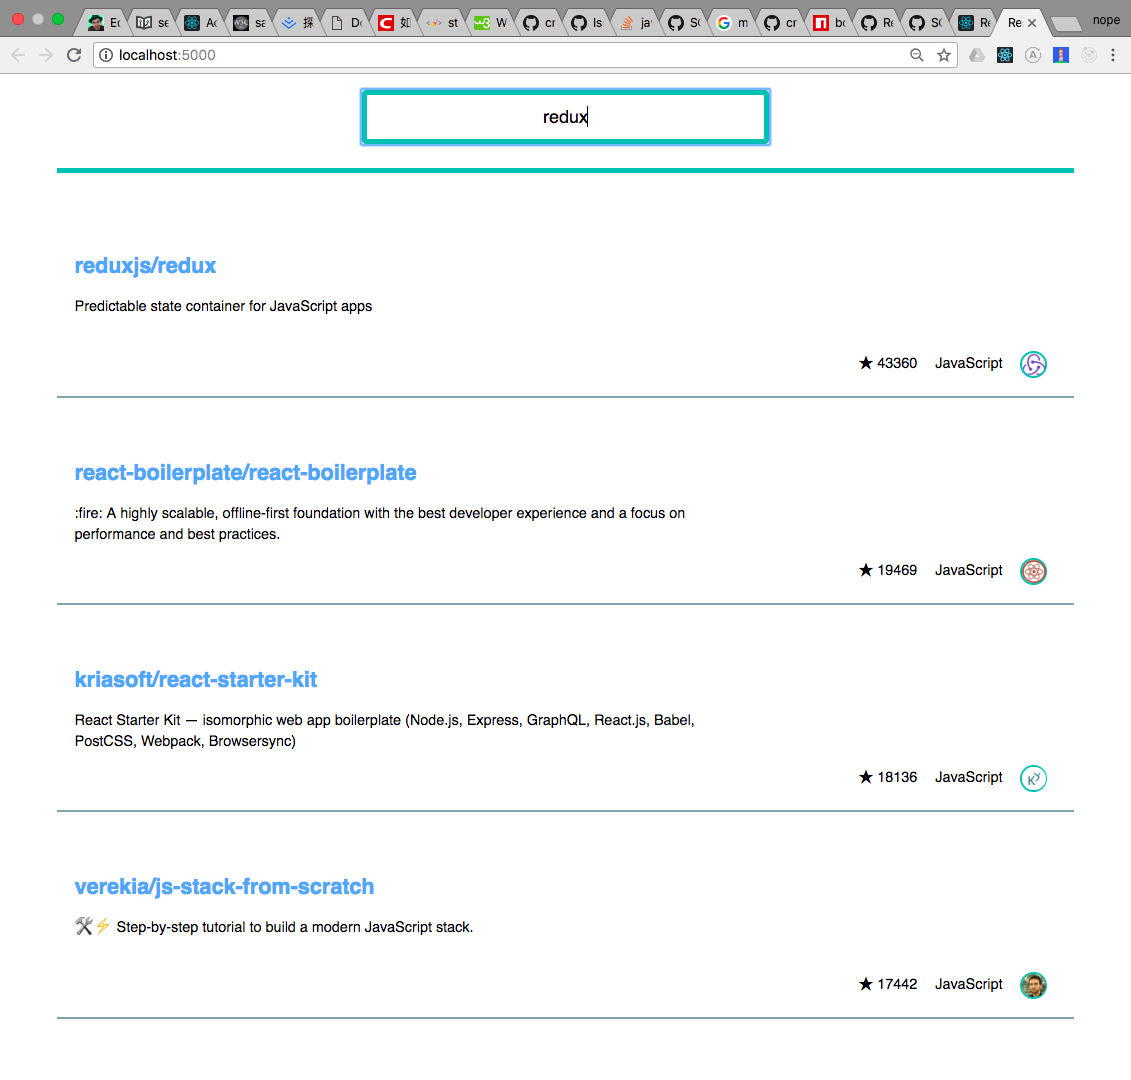 Ec
se
Ac
sa
探
Do
如
st
W
cr
Is
ja
SC
m
cr
bo
Re
SC
Re
Re
nope
localhost:5000
redux
reduxjs/redux
Predictable state container for JavaScript apps
★ 43360 JavaScript
react-boilerplate/react-boilerplate
:fire: A highly scalable, offline-first foundation with the best developer experience and a focus on
performance and best practices.
★ 19469 JavaScript
kriasoft/react-starter-kit
React Starter Kit — isomorphic web app boilerplate (Node.js, Express, GraphQL, React.js, Babel,
PostCSS, Webpack, Browsersync)
★ 18136 JavaScript
verekia/js-stack-from-scratch
🛠⚡ Step-by-step tutorial to build a modern JavaScript stack.
★ 17442 JavaScript